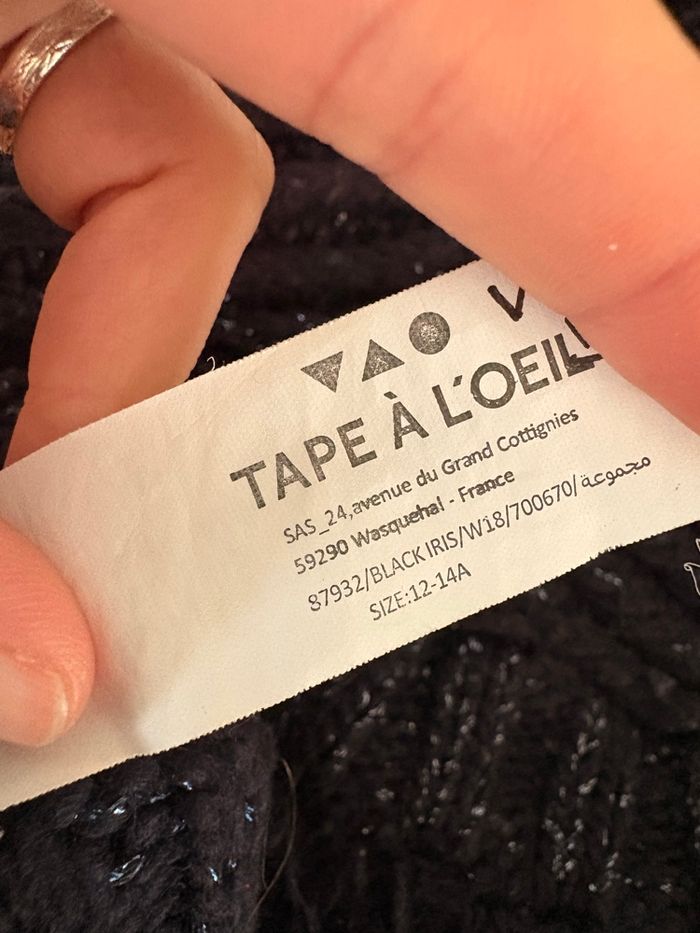 TAPE À L'OEIL
SAS_24,avenue du Grand Cottignies
59290 Wasquehal - France
87932/BLACK IRIS/W18/700670/مجموعة
SIZE:12-14A